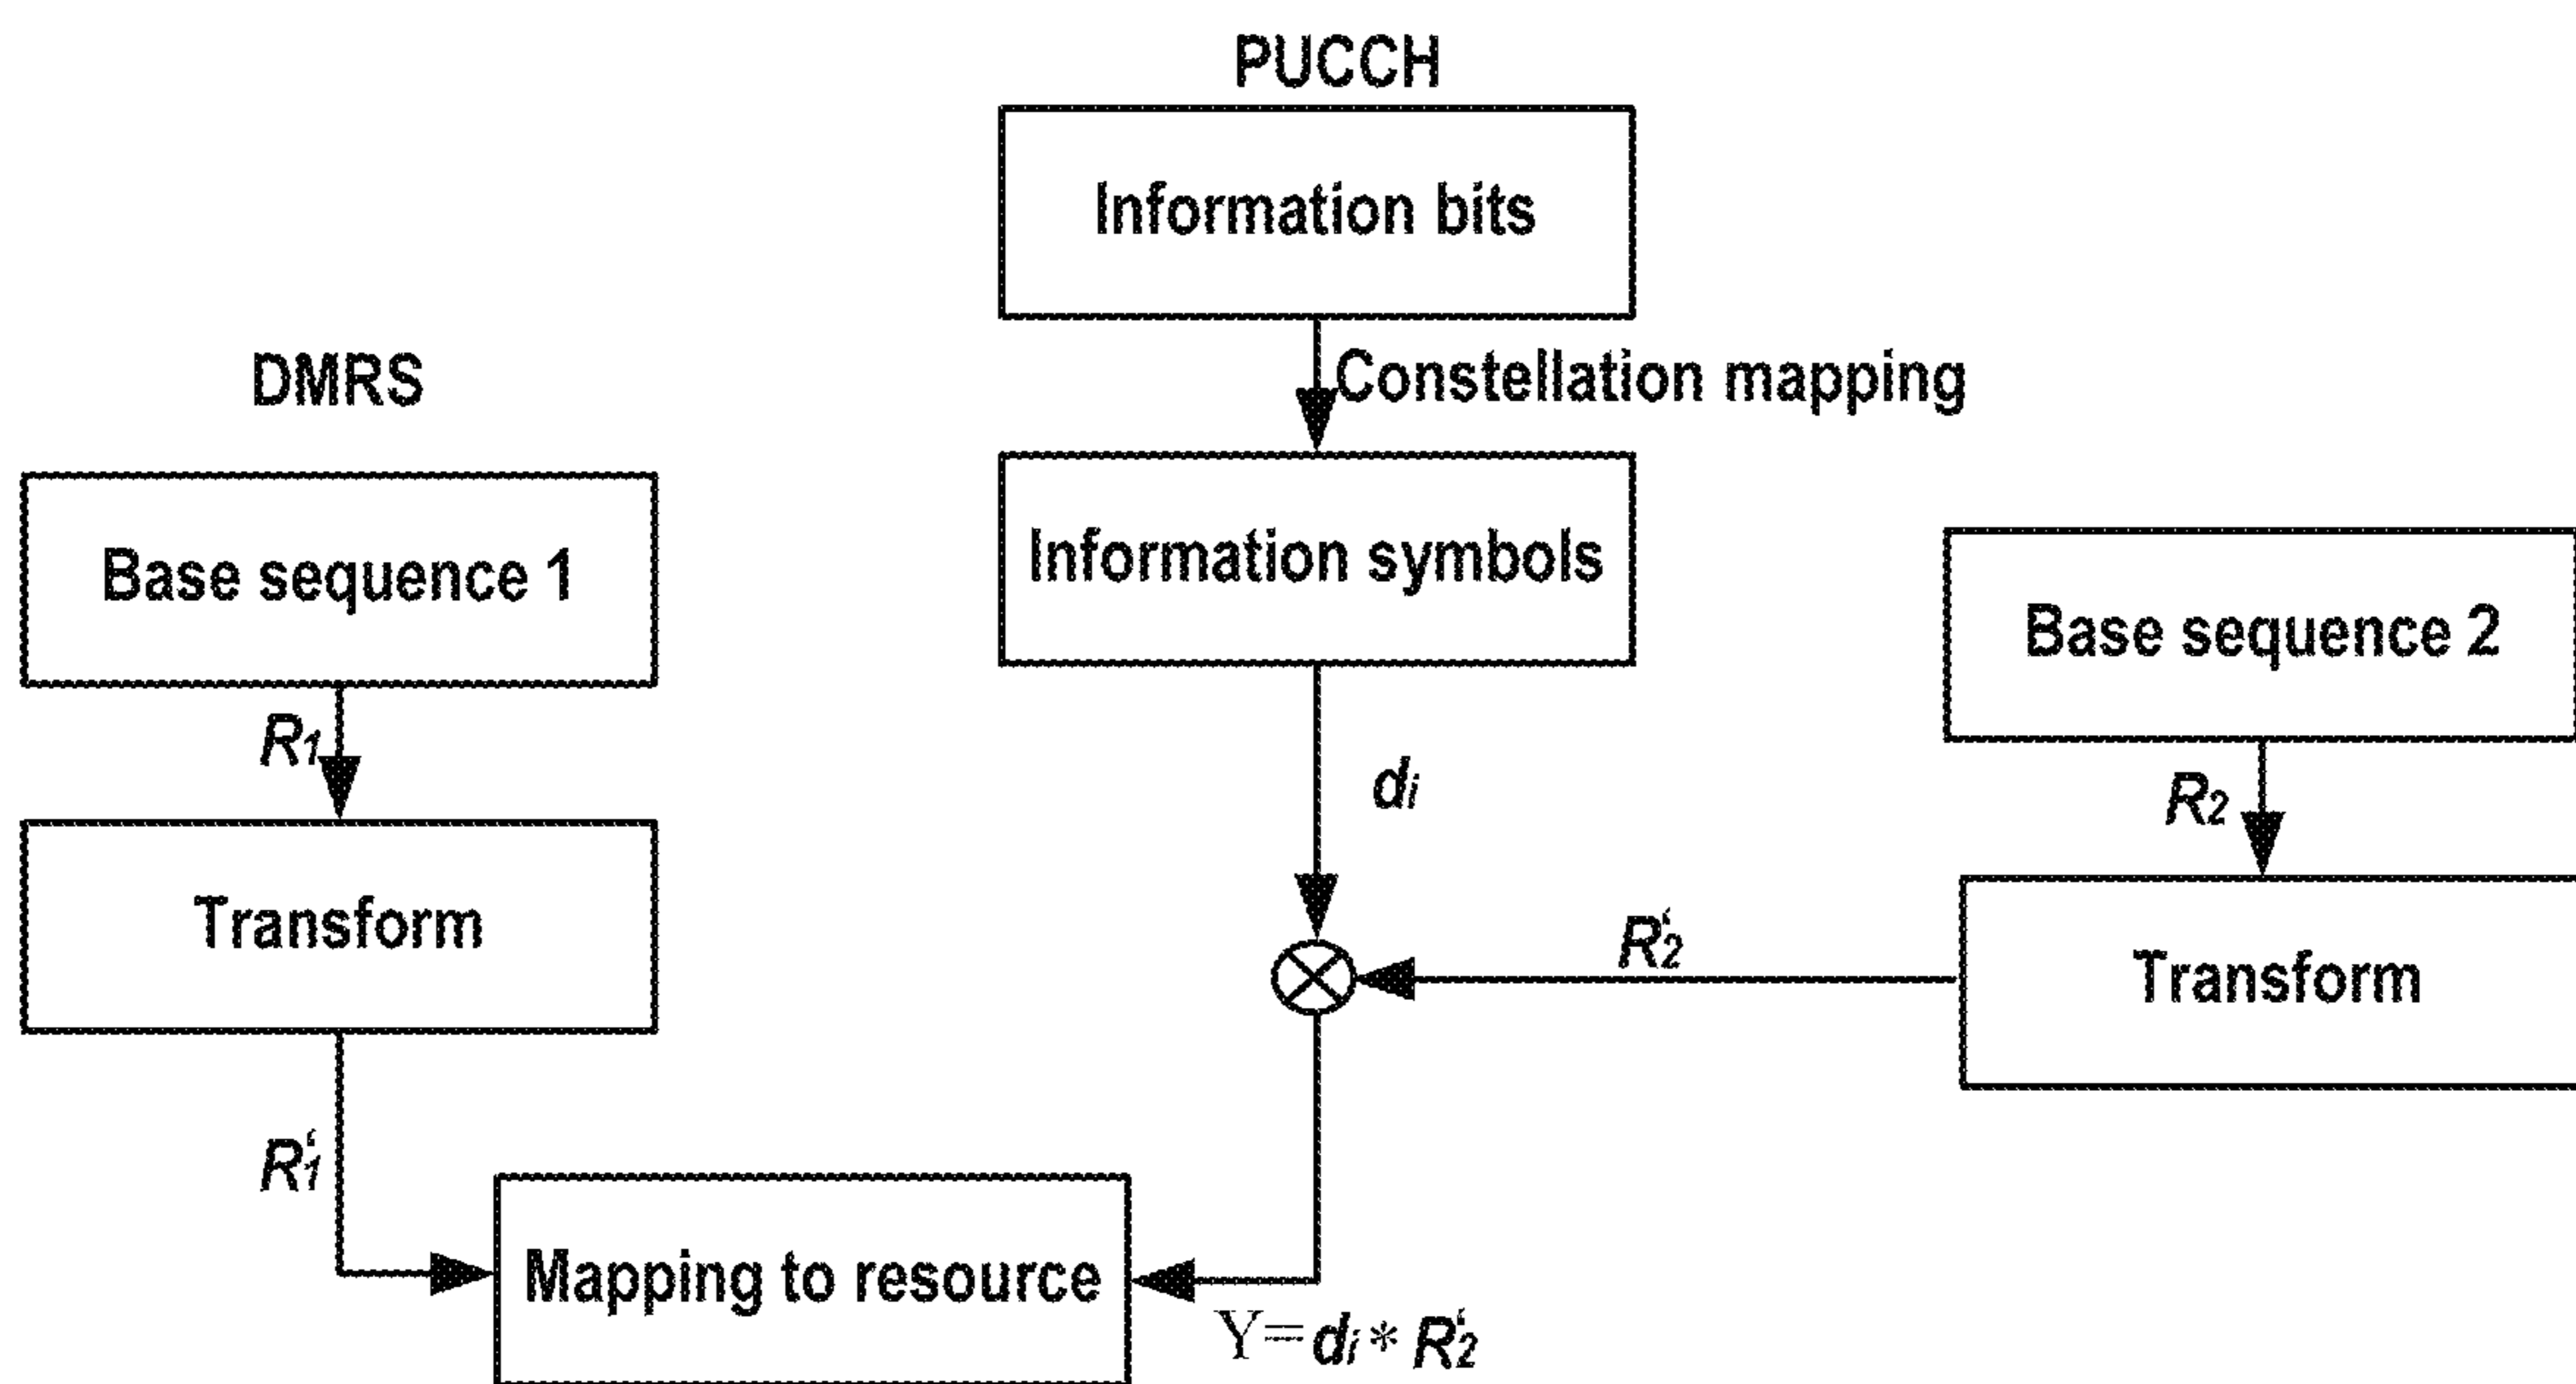 PUCCH
Information bits
Constellation mapping
DMRS
Information symbols
Base sequence 1
Base sequence 2
R1
di
R2
Transform
R‘2
Transform
R‘1
Mapping to resource
Y=di* R‘2